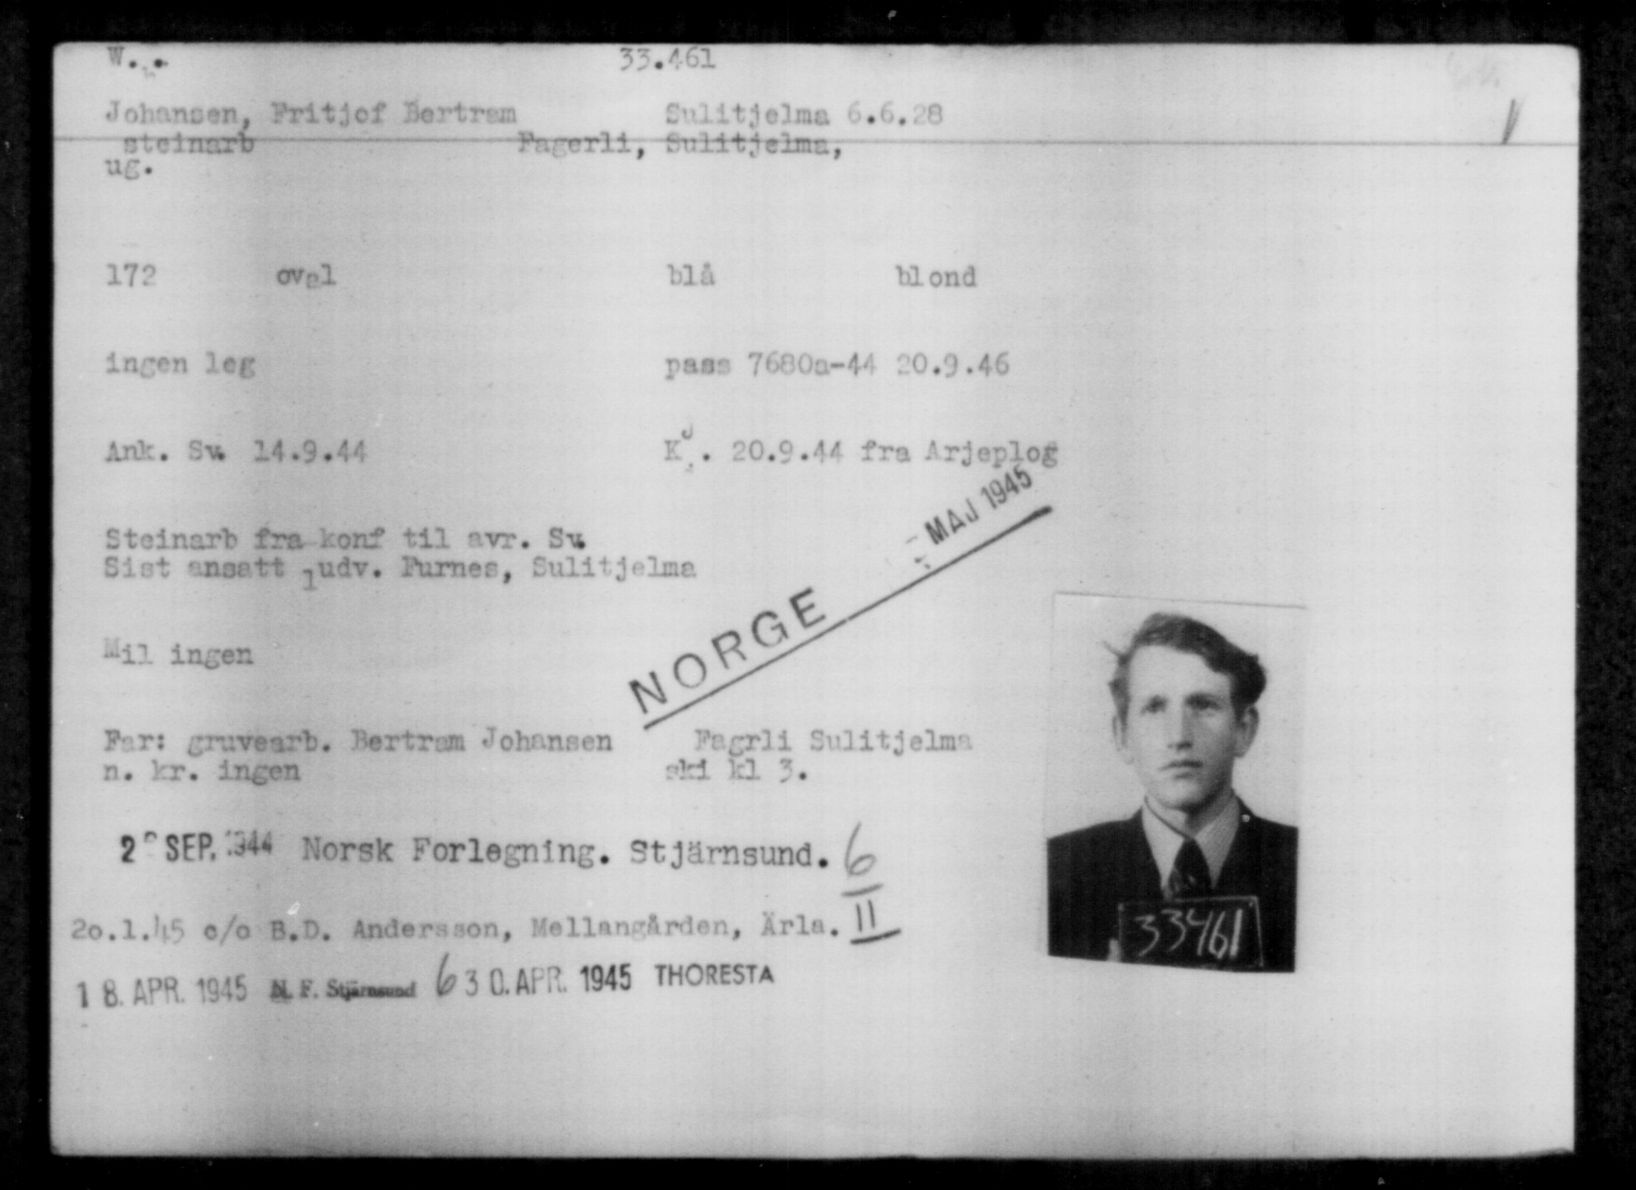 W.. 33.461
Johansen, Fritjof Bertram Sulitjelma 6.6.28
steinarb Fagerli, Sulitjelma,
ug.
172 oval blå blond
ingen leg pass 7680a-44 20.9.46
Ank. Sv. 14.9.44 KJ. 20.9.44 fra Arjeplog
MAJ 1945
Steinarb fra konf til avr. Sv.
Sist ansatt ludv. Furnes, Sulitjelma
NORGE
Mil ingen
Far: gruvearb. Bertram Johansen Fagrli Sulitjelma
n. kr. ingen ski kl 3.
SEP. 1944 Norsk Forlegning. Stjärnsund. 6
2o.1.45 c/o B.D. Andersson, Mellangården, Ärla. II
18. APR. 1945 N. F. Stjärnsund 6 30. APR. 1945 THORESTA
33461